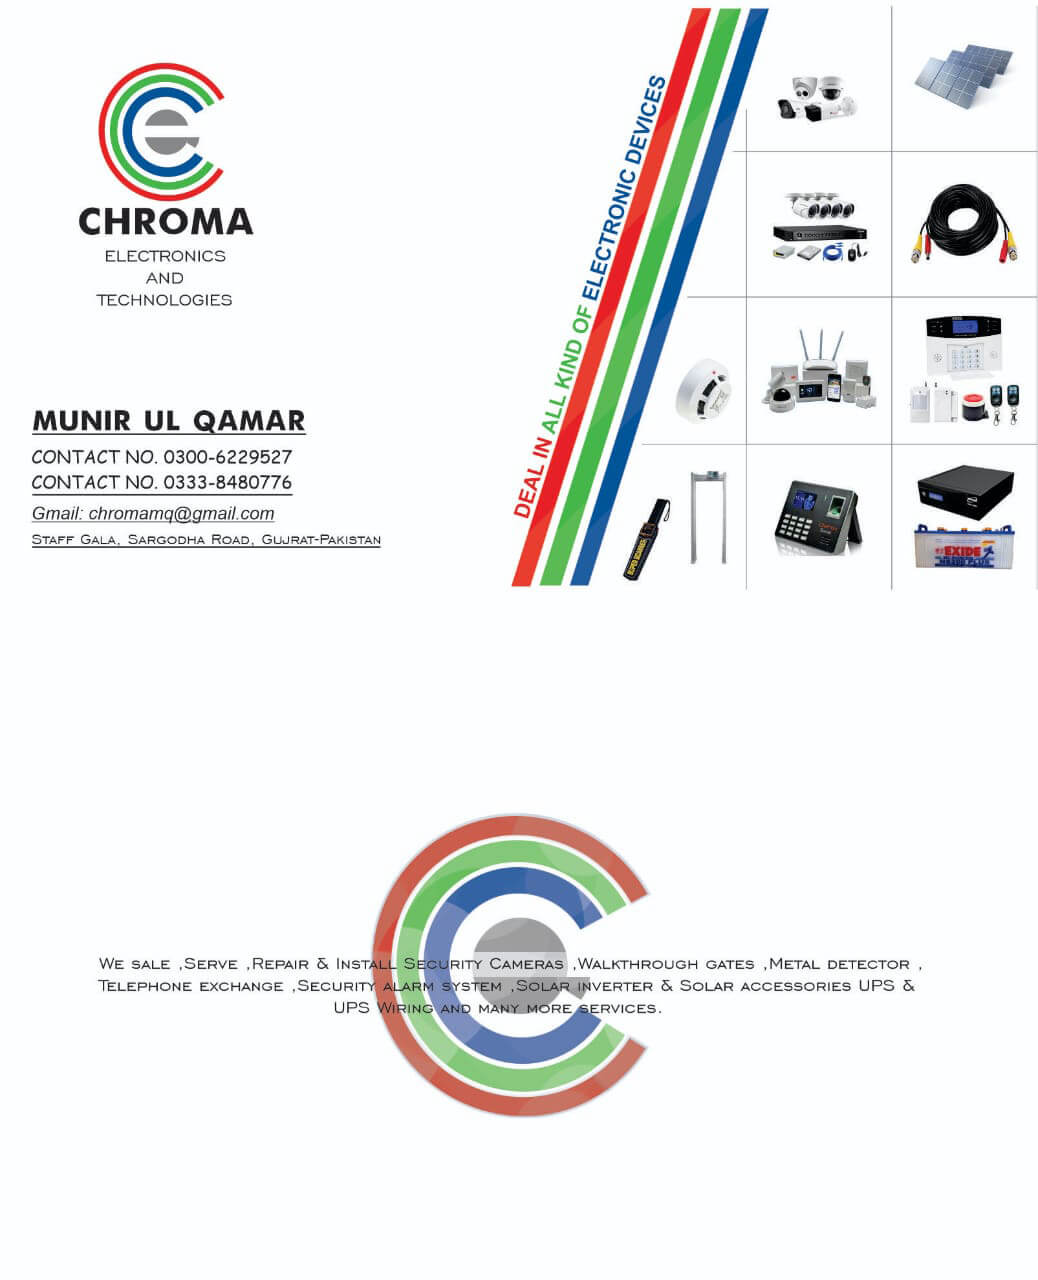 CHROMA
ELECTRONICS
AND
TECHNOLOGIES
MUNIR UL QAMAR
CONTACT NO. 0300-6229527
CONTACT NO. 0333-8480776
Gmail: chromamq@gmail.com
Staff Gala, Sargodha Road, Gujrat-Pakistan
DEAL IN ALL KIND OF ELECTRONIC DEVICES
SUPER SCANNER
EXIDE
We sale ,Serve ,Repair & Install Security Cameras ,Walkthrough gates ,Metal detector ,
Telephone exchange ,Security alarm system ,Solar inverter & Solar accessories UPS &
UPS Wiring and many more services.